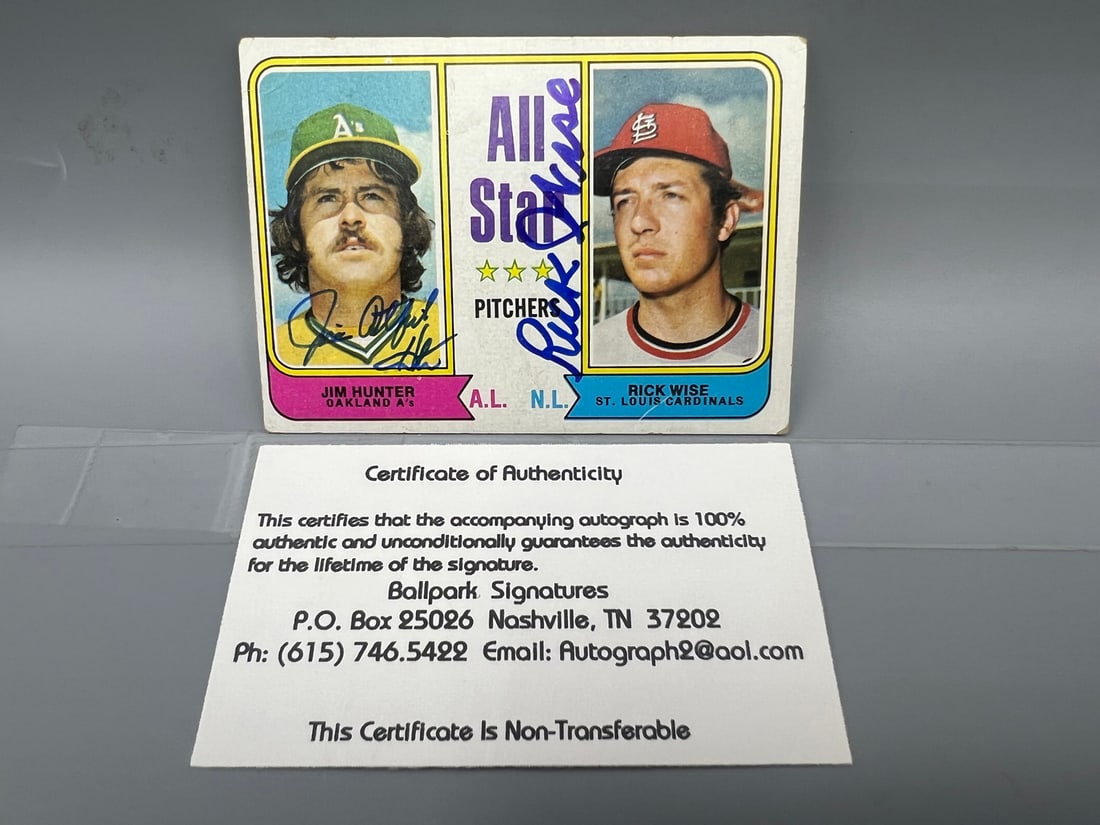 A's
All
Star
PITCHERS
Rick Wise
StL
JIM HUNTER
OAKLAND A's
A.L.
N.L.
RICK WISE
ST. LOUIS CARDINALS
Certificate of Authenticity
This certifies that the accompanying autograph is 100%
authentic and unconditionally guarantees the authenticity
for the lifetime of the signature.
Ballpark Signatures
P.O. Box 25026 Nashville, TN 37202
Ph: (615) 746.5422 Email: Autograph2@aol.com
This Certificate Is Non-Transferable